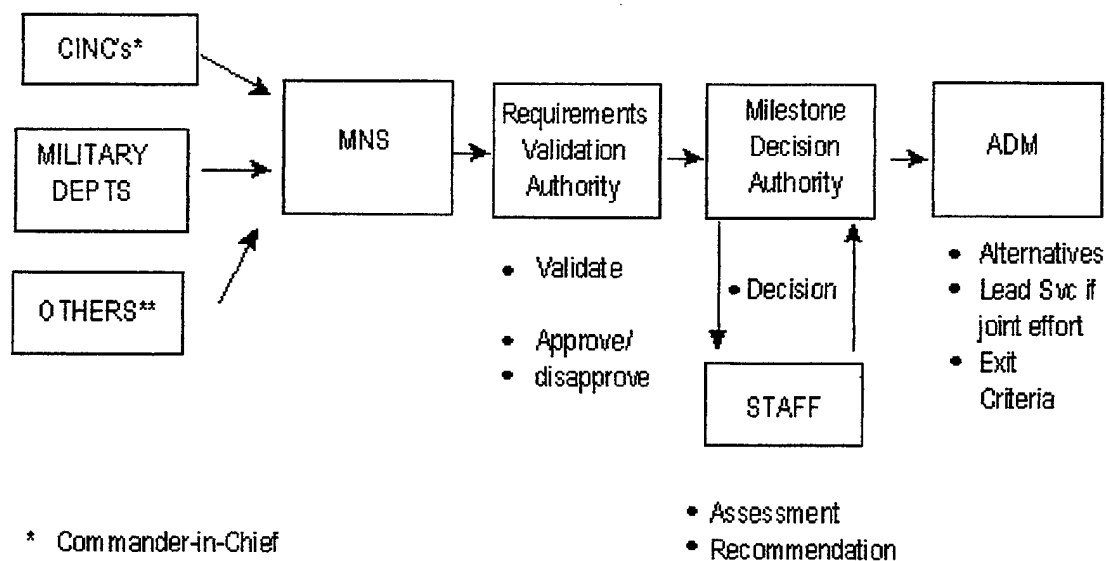 CINC's*
MILITARY
DEPTS
OTHERS**
MNS
Requirements
Validation
Authority
• Validate
• Approve/
• disapprove
Milestone
Decision
Authority
• Decision
STAFF
• Assessment
• Recommendation
ADM
• Alternatives
• Lead Svc if
joint effort
• Exit
Criteria
* Commander-in-Chief